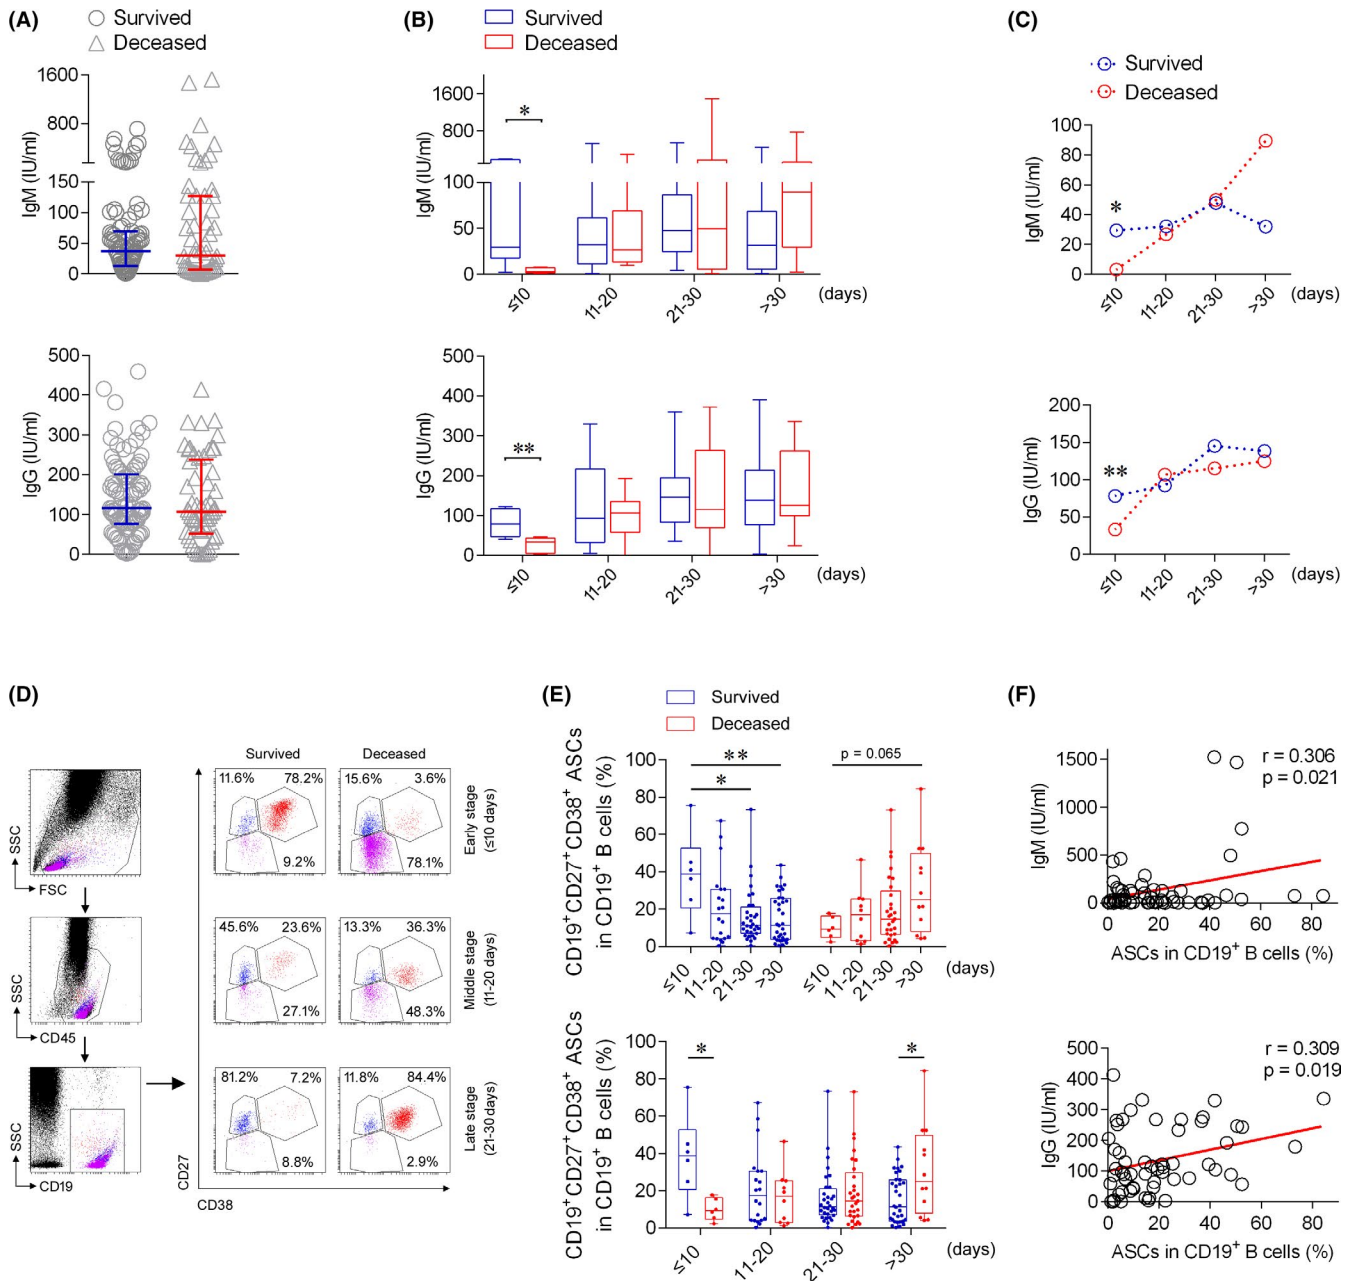 (A)
Survived
Deceased
1600
800
150
100
50
0
IgM (IU/ml)
500
400
300
200
100
0
IgG (IU/ml)
(B)
Survived
Deceased
1600
800
100
50
0
IgM (IU/ml)
*
≤10
11-20
21-30
>30
(days)
500
400
300
200
100
0
IgG (IU/ml)
**
≤10
11-20
21-30
>30
(days)
(C)
Survived
Deceased
100
80
60
40
20
0
IgM (IU/ml)
*
≤10
11-20
21-30
>30
(days)
200
150
100
50
0
IgG (IU/ml)
**
≤10
11-20
21-30
>30
(days)
(D)
SSC
FSC
SSC
CD45
SSC
CD19
Survived
Deceased
11.6%
78.2%
9.2%
15.6%
3.6%
78.1%
Early stage
(≤10 days)
45.6%
23.6%
27.1%
13.3%
36.3%
48.3%
Middle stage
(11-20 days)
81.2%
7.2%
8.8%
11.8%
84.4%
2.9%
Late stage
(21-30days)
CD27
CD38
(E)
Survived
Deceased
CD19+CD27+CD38+ ASCs
in CD19+ B cells (%)
100
80
60
40
20
0
**
*
p = 0.065
≤10
11-20
21-30
>30
≤10
11-20
21-30
>30
(days)
CD19+CD27+CD38+ ASCs
in CD19+ B cells (%)
100
80
60
40
20
0
*
*
≤10
11-20
21-30
>30
(days)
(F)
1500
1000
500
0
IgM (IU/ml)
r = 0.306
p = 0.021
0
20
40
60
80
ASCs in CD19+ B cells (%)
500
400
300
200
100
0
IgG (IU/ml)
r = 0.309
p = 0.019
0
20
40
60
80
ASCs in CD19+ B cells (%)